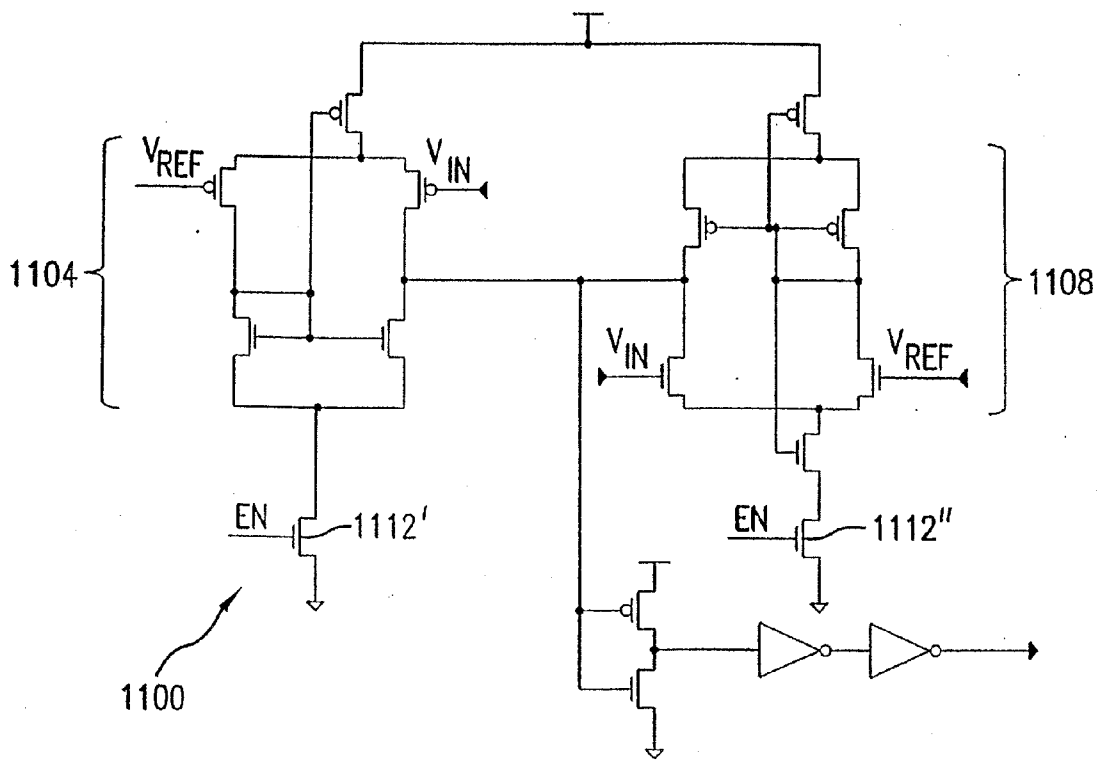 V_REF
V_IN
1104
1108
V_IN
V_REF
EN
1112'
EN
1112"
1100